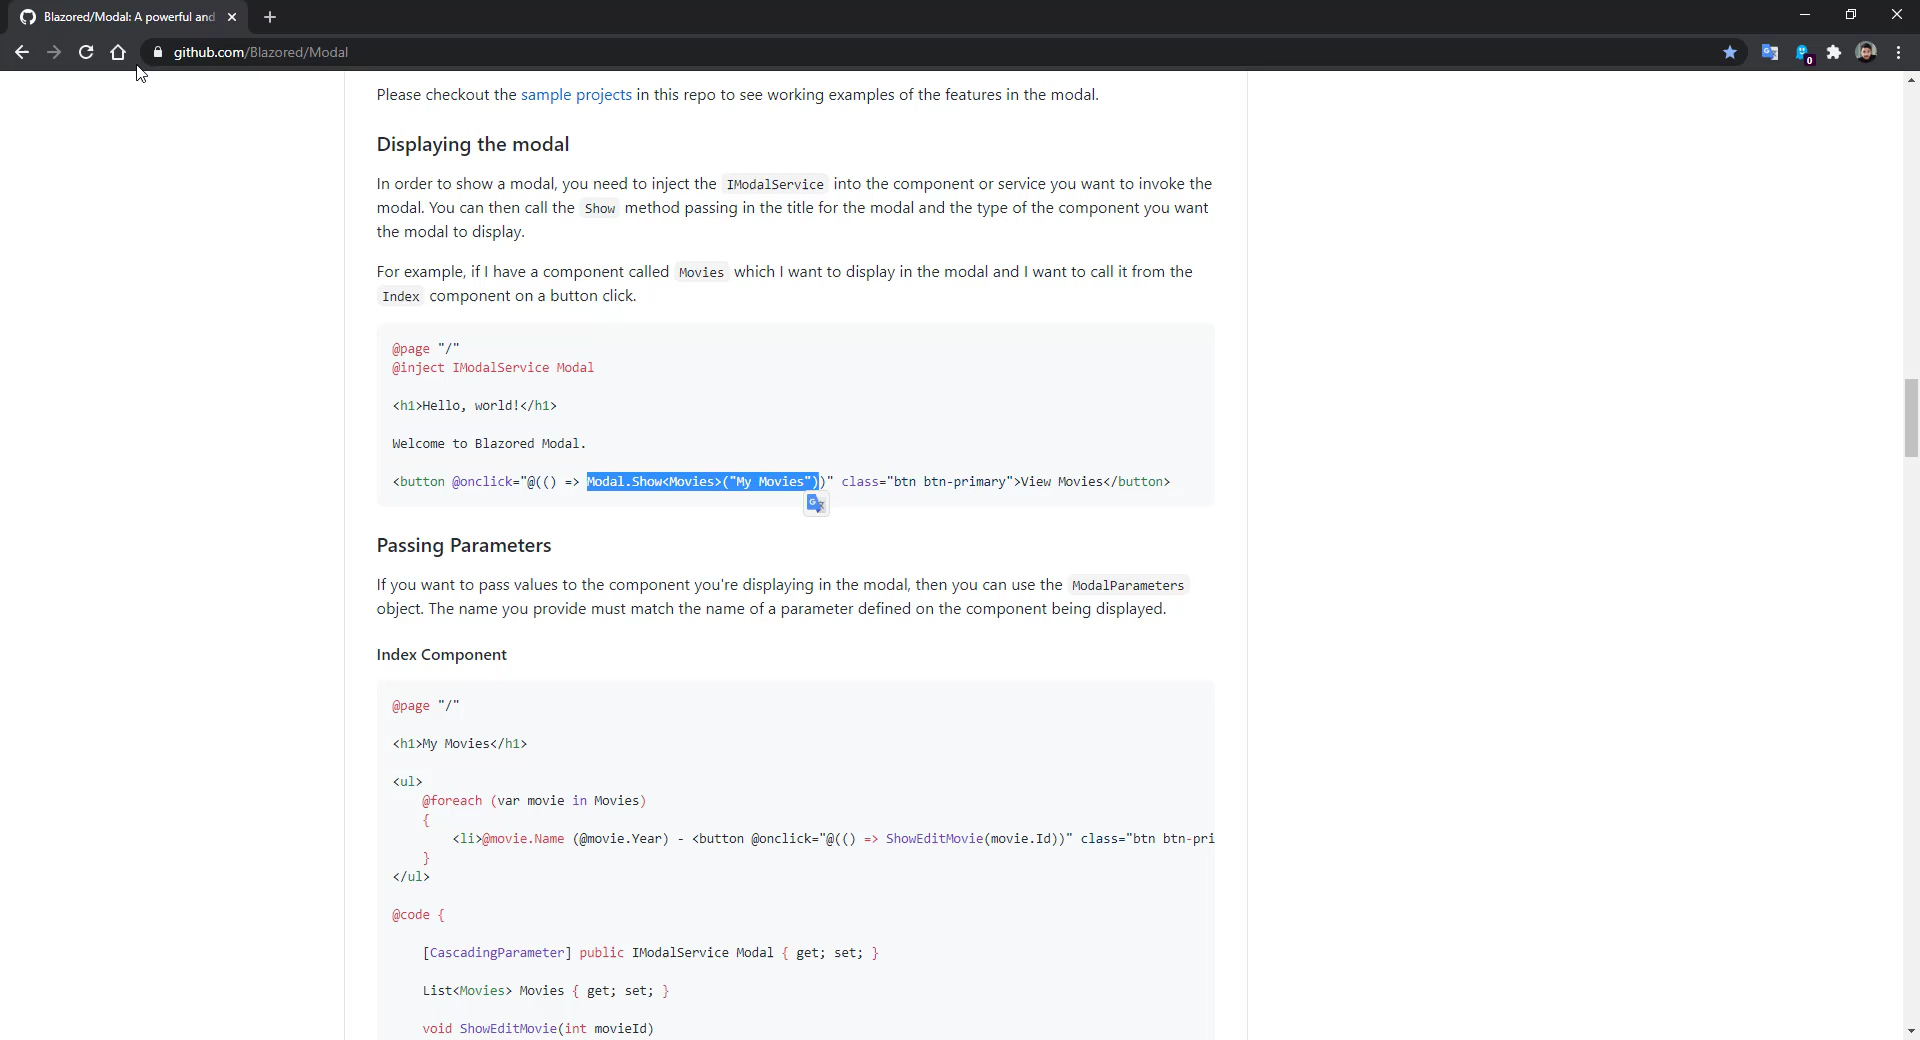 Blazored/Modal: A powerful and
github.com/Blazored/Modal
0
Please checkout the sample projects in this repo to see working examples of the features in the modal.
Displaying the modal
In order to show a modal, you need to inject the IModalService into the component or service you want to invoke the
modal. You can then call the Show method passing in the title for the modal and the type of the component you want
the modal to display.
For example, if I have a component called Movies which I want to display in the modal and I want to call it from the
Index component on a button click.
@page "/"
@inject IModalService Modal
<h1>Hello, world!</h1>
Welcome to Blazored Modal.
<button @onclick="@(() => Modal.Show<Movies>("My Movies"))" class="btn btn-primary">View Movies</button>
Passing Parameters
If you want to pass values to the component you're displaying in the modal, then you can use the ModalParameters
object. The name you provide must match the name of a parameter defined on the component being displayed.
Index Component
@page "/"
<h1>My Movies</h1>
<ul>
@foreach (var movie in Movies)
{
<li>@movie.Name (@movie.Year) - <button @onclick="@(() => ShowEditMovie(movie.Id))" class="btn btn-pri
}
</ul>
@code {
[CascadingParameter] public IModalService Modal { get; set; }
List<Movies> Movies { get; set; }
void ShowEditMovie(int movieId)